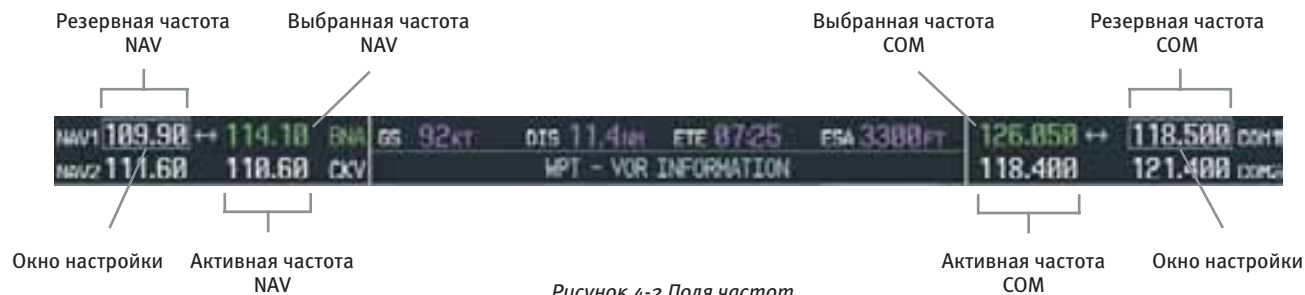 Резервная частота
NAV
Выбранная частота
NAV
Выбранная частота
COM
Резервная частота
COM
NAV1 109.90 ↔ 114.10 BNA GS 92KT DIS 11.4NM ETE 07:25 ESA 3300FT 126.050 ↔ 118.500 COM1
NAV2 111.60 110.60 CKV WPT - VOR INFORMATION 118.400 121.400 COM2
Окно настройки
Активная частота
NAV
Активная частота
COM
Окно настройки
Рисунок 4-2 Поля частот